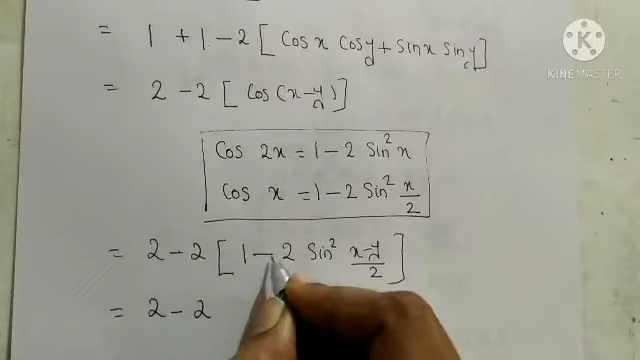 = 1 + 1 - 2 [ Cos x Cos y + Sin x Sin y ]
KINEMASTER
= 2 - 2 [ Cos (x - y) ]
Cos 2x = 1 - 2 Sin² x
Cos x = 1 - 2 Sin² x/2
= 2 - 2 [ 1 - 2 Sin² (x-y)/2 ]
= 2 - 2